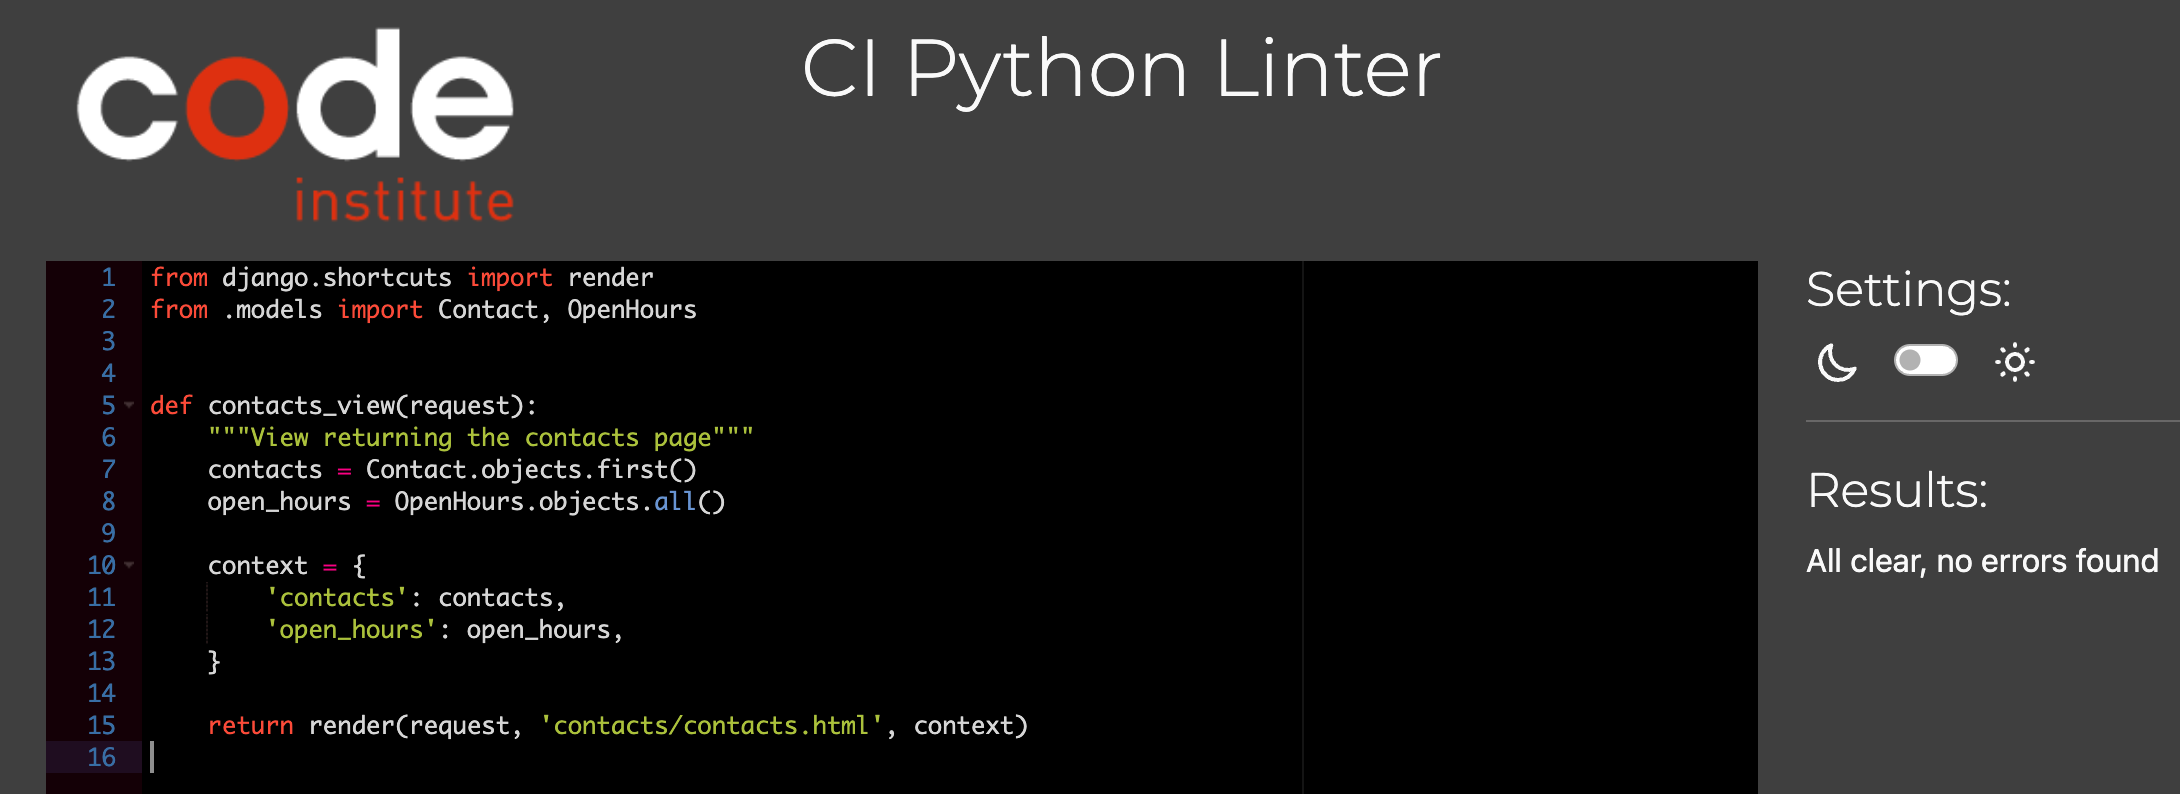 code
institute
CI Python Linter
1 from django.shortcuts import render
2 from .models import Contact, OpenHours
3
4
5 def contacts_view(request):
6     """View returning the contacts page"""
7     contacts = Contact.objects.first()
8     open_hours = OpenHours.objects.all()
9
10     context = {
11         'contacts': contacts,
12         'open_hours': open_hours,
13     }
14
15     return render(request, 'contacts/contacts.html', context)
16
Settings:
Results:
All clear, no errors found